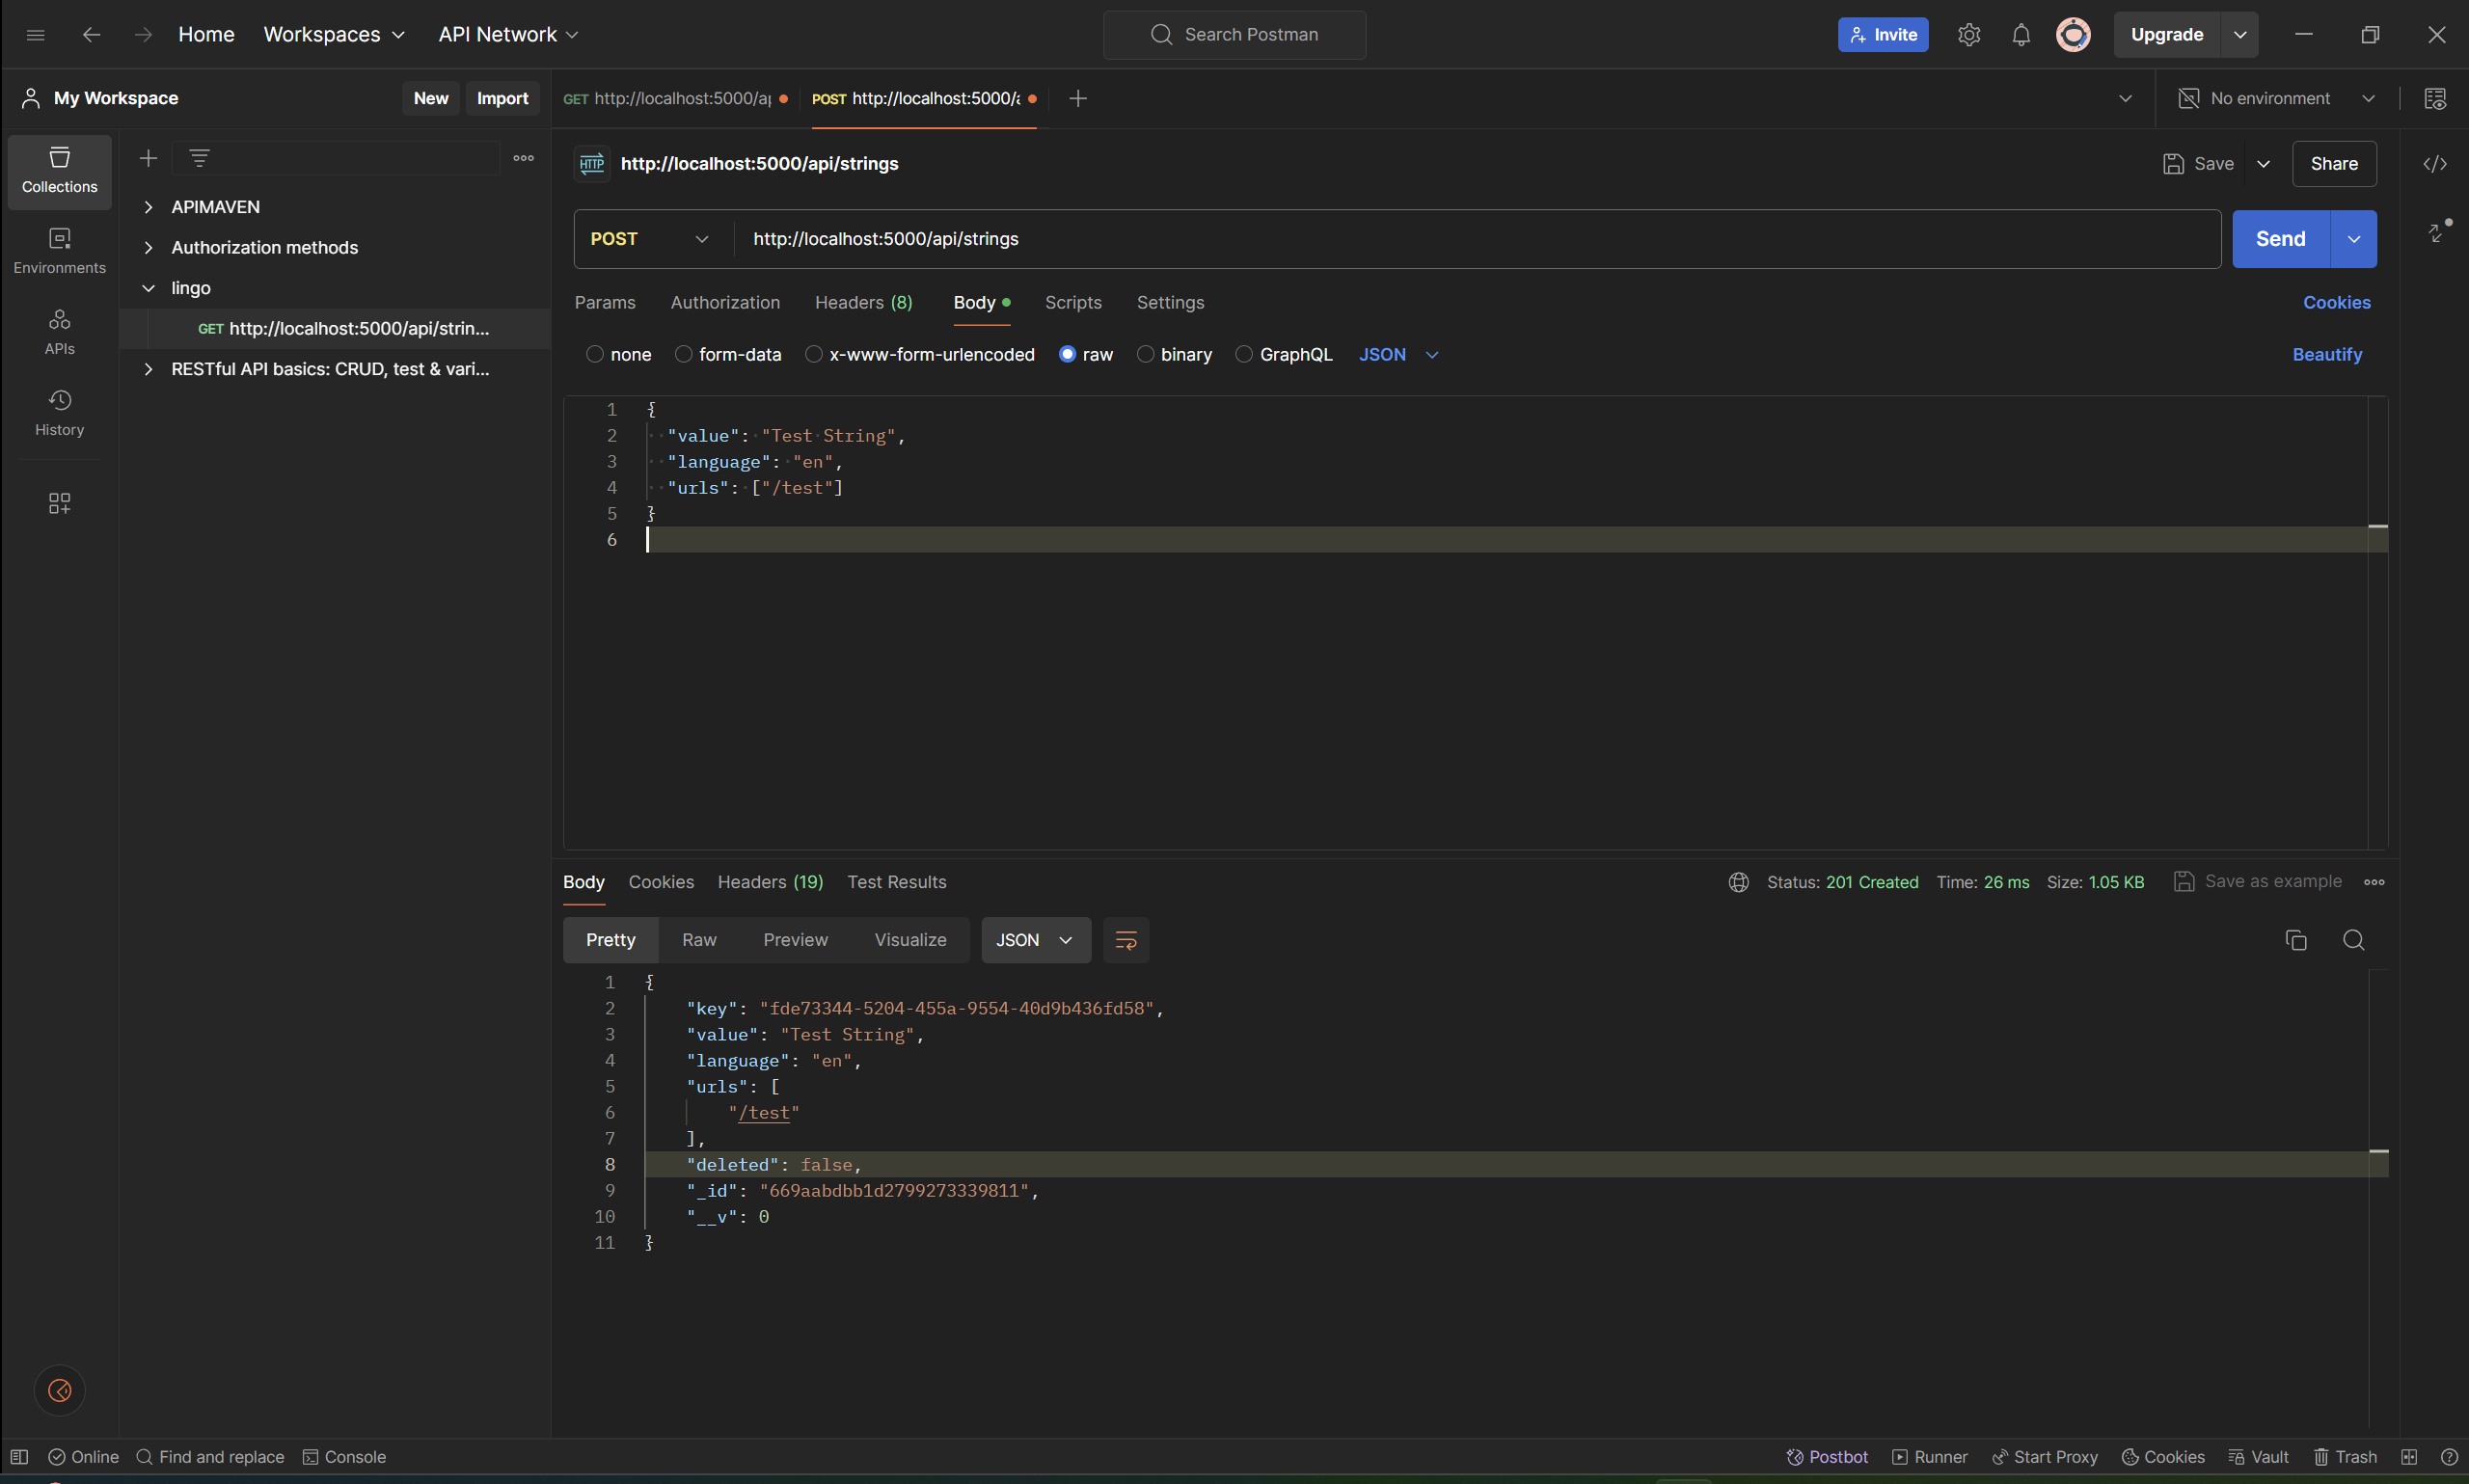 Home Workspaces API Network Search Postman Invite Upgrade
My Workspace New Import GET http://localhost:5000/a POST http://localhost:5000/ No environment
Collections
Environments
APIs
History
APIMAVEN
Authorization methods
lingo
GET http://localhost:5000/api/strin...
RESTful API basics: CRUD, test & vari...
HTTP http://localhost:5000/api/strings Save Share
POST http://localhost:5000/api/strings Send
Params Authorization Headers (8) Body Scripts Settings Cookies
none form-data x-www-form-urlencoded raw binary GraphQL JSON Beautify
1 {
2 "value": "Test String",
3 "language": "en",
4 "urls": ["/test"]
5 }
6
Body Cookies Headers (19) Test Results Status: 201 Created Time: 26 ms Size: 1.05 KB Save as example
Pretty Raw Preview Visualize JSON
1 {
2 "key": "fde73344-5204-455a-9554-40d9b436fd58",
3 "value": "Test String",
4 "language": "en",
5 "urls": [
6 "/test"
7 ],
8 "deleted": false,
9 "_id": "669aabdbb1d2799273339811",
10 "__v": 0
11 }
Online Find and replace Console Postbot Runner Start Proxy Cookies Vault Trash